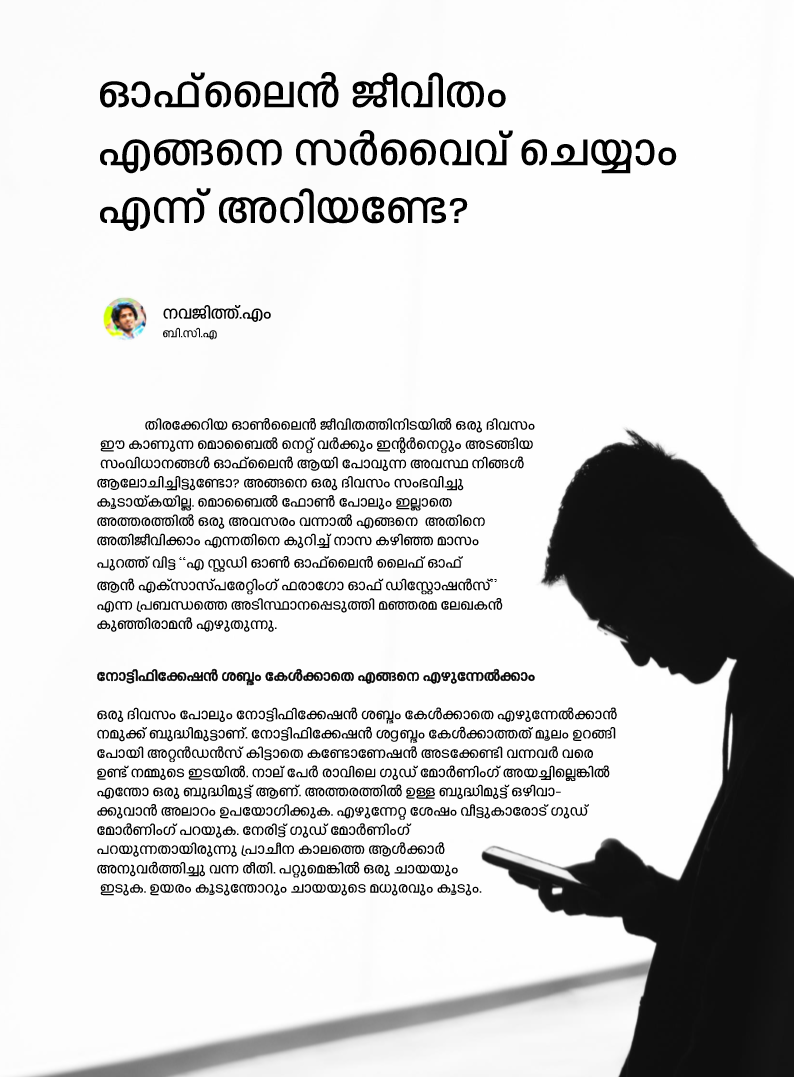 ഓഫ്‌ലൈൻ ജീവിതം
എങ്ങനെ സർവൈവ് ചെയ്യാം
എന്ന് അറിയണ്ടേ?
നവജിത്ത്.എം
ബി.സി.എ
തിരക്കേറിയ ഓൺലൈൻ ജീവിതത്തിനിടയിൽ ഒരു ദിവസം
ഈ കാണുന്ന മൊബൈൽ നെറ്റ് വർക്കും ഇന്റർനെറ്റും അടങ്ങിയ
സംവിധാനങ്ങൾ ഓഫ്‌ലൈൻ ആയി പോവുന്ന അവസ്ഥ നിങ്ങൾ
ആലോചിച്ചിട്ടുണ്ടോ? അങ്ങനെ ഒരു ദിവസം സംഭവിച്ചു
കൂടായ്കയില്ല. മൊബൈൽ ഫോൺ പോലും ഇല്ലാതെ
അത്തരത്തിൽ ഒരു അവസരം വന്നാൽ എങ്ങനെ അതിനെ
അതിജീവിക്കാം എന്നതിനെ കുറിച്ച് നാസ കഴിഞ്ഞ മാസം
പുറത്ത് വിട്ട “എ സ്റ്റഡി ഓൺ ഓഫ്‌ലൈൻ ലൈഫ് ഓഫ്
ആൻ എക്സാസ്പരേറ്റിംഗ് ഫരാഗോ ഓഫ് ഡിസ്റ്റോഷൻസ്”
എന്ന പ്രബന്ധത്തെ അടിസ്ഥാനപ്പെടുത്തി മഞ്ഞരമ ലേഖകൻ
കുഞ്ഞിരാമൻ എഴുതുന്നു.
നോട്ടിഫിക്കേഷൻ ശബ്ദം കേൾക്കാതെ എങ്ങനെ എഴുന്നേൽക്കാം
ഒരു ദിവസം പോലും നോട്ടിഫിക്കേഷൻ ശബ്ദം കേൾക്കാതെ എഴുന്നേൽക്കാൻ
നമുക്ക് ബുദ്ധിമുട്ടാണ്. നോട്ടിഫിക്കേഷൻ ശഠബ്ദം കേൾക്കാത്തത് മൂലം ഉറങ്ങി
പോയി അറ്റൻഡൻസ് കിട്ടാതെ കണ്ടോണേഷൻ അടക്കേണ്ടി വന്നവർ വരെ
ഉണ്ട് നമ്മുടെ ഇടയിൽ. നാല് പേർ രാവിലെ ഗുഡ് മോർണിംഗ് അയച്ചില്ലെങ്കിൽ
എന്തോ ഒരു ബുദ്ധിമുട്ട് ആണ്. അത്തരത്തിൽ ഉള്ള ബുദ്ധിമുട്ട് ഒഴിവാ-
ക്കുവാൻ അലാറം ഉപയോഗിക്കുക. എഴുന്നേറ്റ ശേഷം വീട്ടുകാരോട് ഗുഡ്
മോർണിംഗ് പറയുക. നേരിട്ട് ഗുഡ് മോർണിംഗ്
പറയുന്നതായിരുന്നു പ്രാചീന കാലത്തെ ആൾക്കാർ
അനുവർത്തിച്ചു വന്ന രീതി. പറ്റുമെങ്കിൽ ഒരു ചായയും
ഇടുക. ഉയരം കൂടുന്തോറും ചായയുടെ മധുരവും കൂടും.